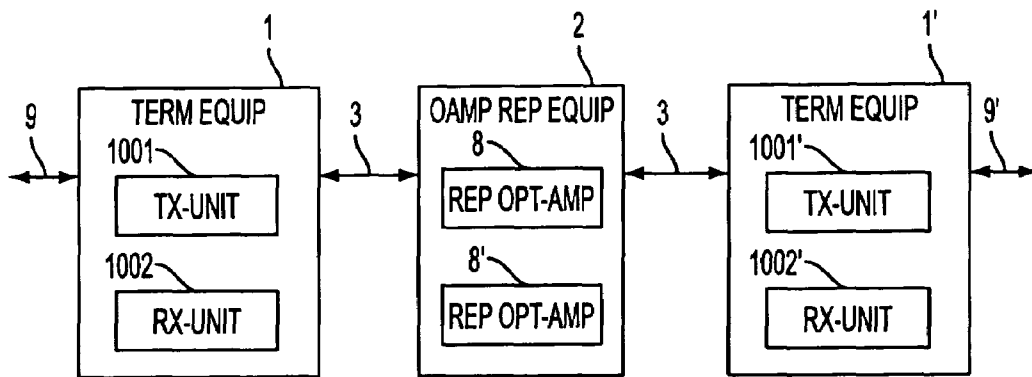 1
2
1'
9
TERM EQUIP
3
OAMP REP EQUIP
3
TERM EQUIP
9'
1001
TX-UNIT
8
REP OPT-AMP
1001'
TX-UNIT
1002
RX-UNIT
8'
REP OPT-AMP
1002'
RX-UNIT